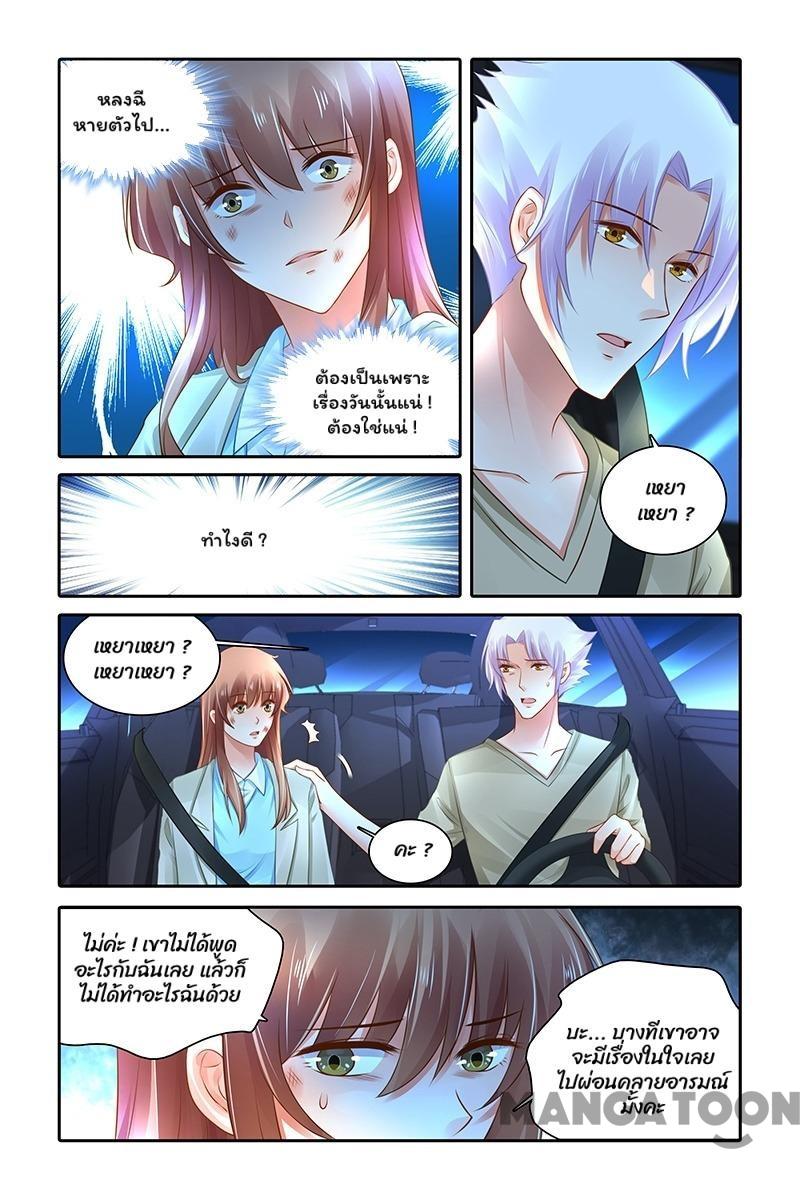 หลงฉี
หายตัวไป...
ต้องเป็นเพราะ
เรื่องวันนั้นแน่ !
ต้องใช่แน่ !
เหยา
เหยา ?
ทำไงดี ?
เหยาเหยา ?
เหยาเหยา ?
คะ ?
ไม่ค่ะ ! เขาไม่ได้พูด
อะไรกับฉันเลย แล้วก็
ไม่ได้ทำอะไรฉันด้วย
บะ... บางทีเขาอาจ
จะมีเรื่องในใจเลย
ไปผ่อนคลายอารมณ์
มั้งคะ
MANGATOON